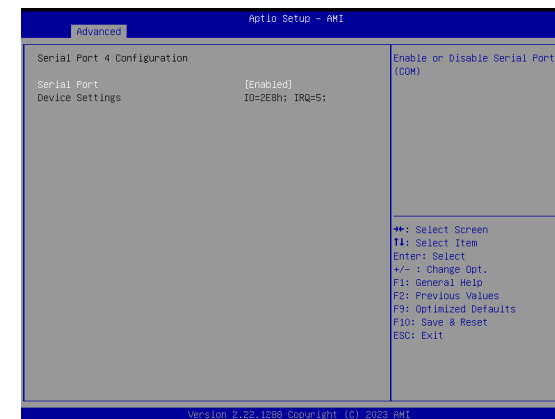 Aptio Setup - AMI
Advanced
Serial Port 4 Configuration
Serial Port [Enabled]
Device Settings IO=2E8h; IRQ=5;
Enable or Disable Serial Port
(COM)
→←: Select Screen
↑↓: Select Item
Enter: Select
+/- : Change Opt.
F1: General Help
F2: Previous Values
F9: Optimized Defaults
F10: Save & Reset
ESC: Exit
Version 2.22.1288 Copyright (C) 2023 AMI